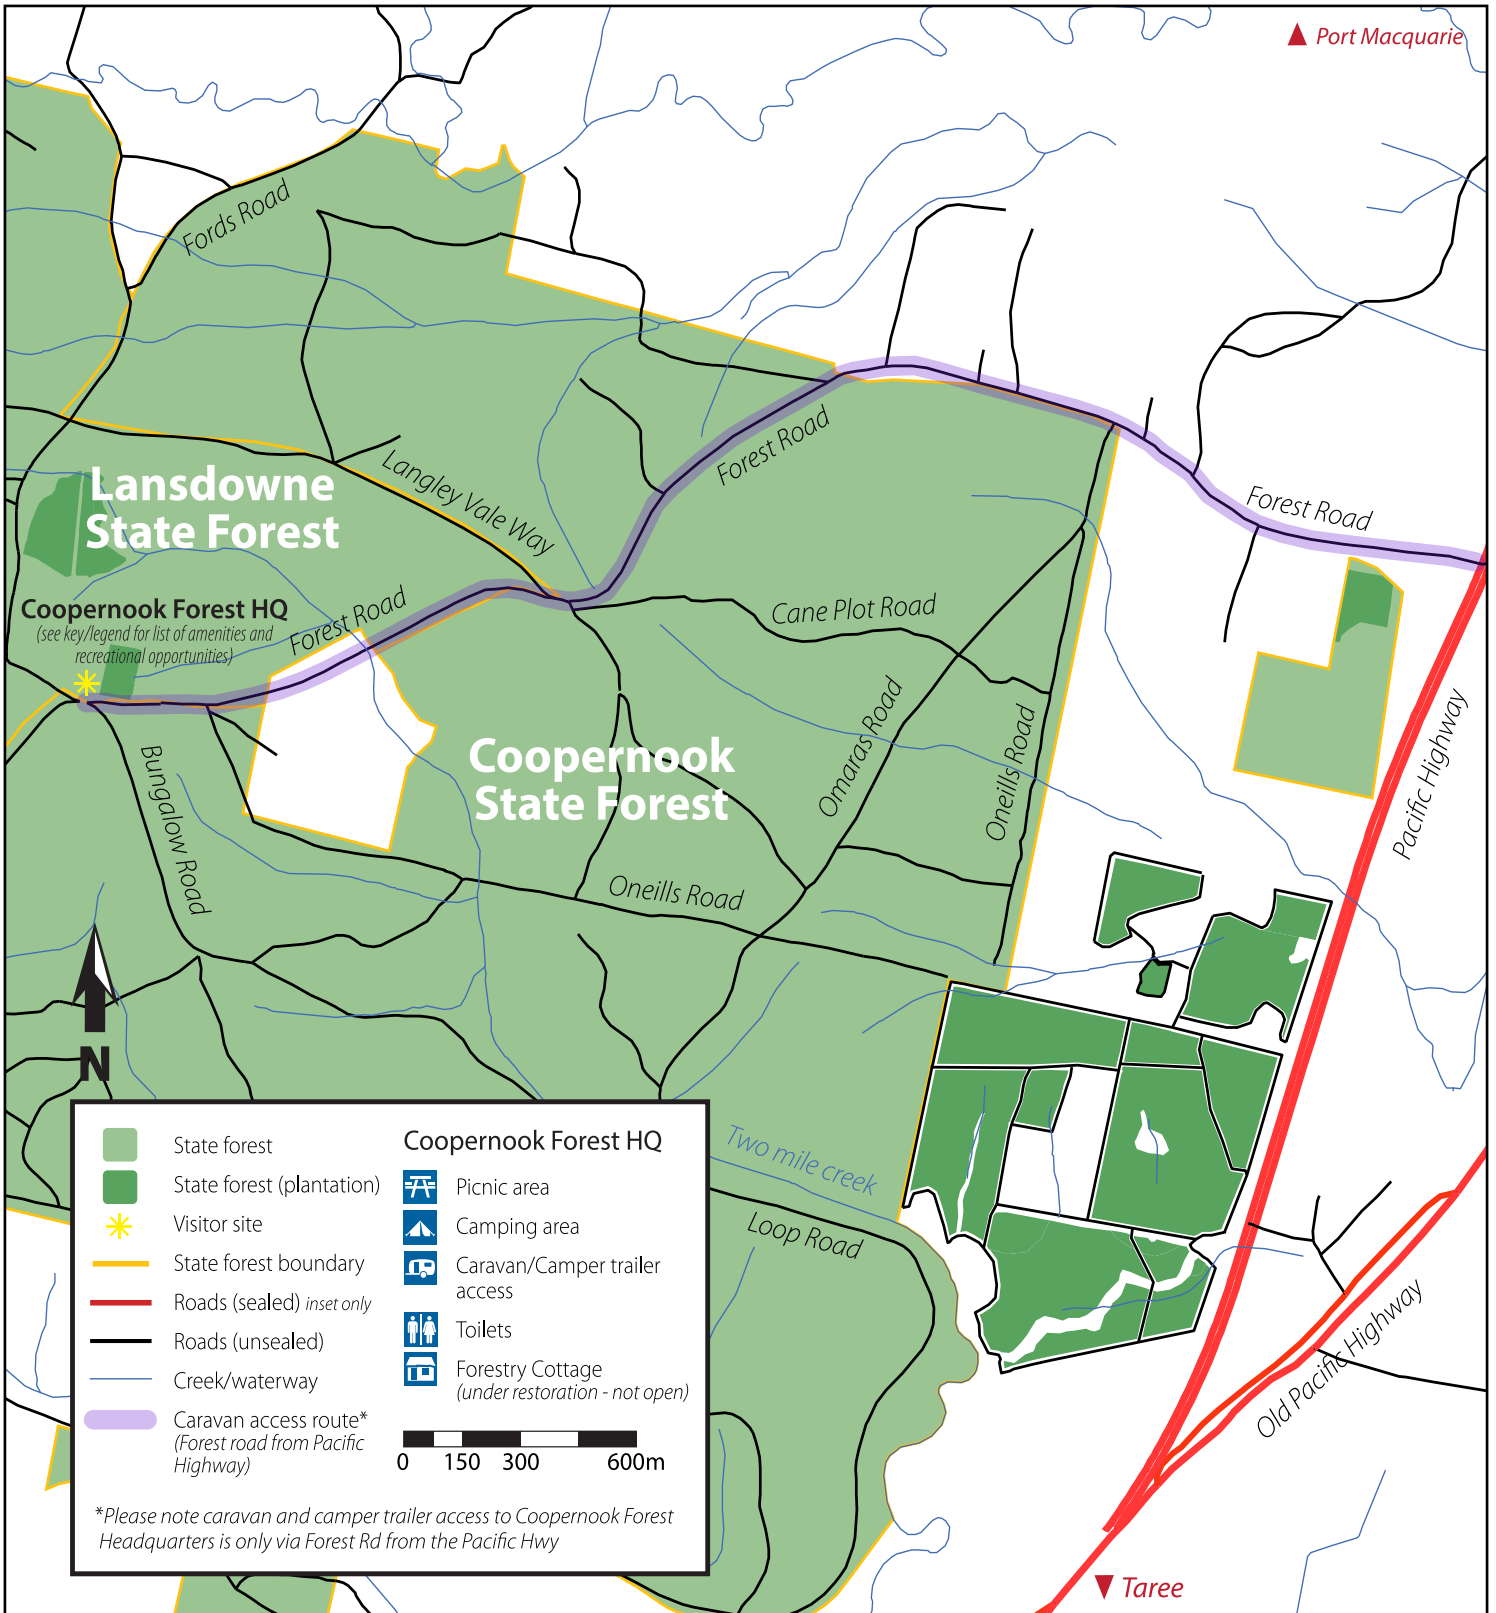 Port Macquarie
Fords Road
Forest Road
Langley Vale Way
Lansdowne
State Forest
Forest Road
Coopernook Forest HQ
(see key/legend for list of amenities and
recreational opportunities)
Forest Road
Cane Plot Road
Omaras Road
Oneills Road
Pacific Highway
Coopernook
State Forest
Bungalow Road
Oneills Road
N
Two mile creek
Loop Road
Old Pacific Highway
Taree
State forest
State forest (plantation)
Visitor site
State forest boundary
Roads (sealed) inset only
Roads (unsealed)
Creek/waterway
Caravan access route*
(Forest road from Pacific
Highway)
Coopernook Forest HQ
Picnic area
Camping area
Caravan/Camper trailer
access
Toilets
Forestry Cottage
(under restoration - not open)
0 150 300 600m
*Please note caravan and camper trailer access to Coopernook Forest
Headquarters is only via Forest Rd from the Pacific Hwy